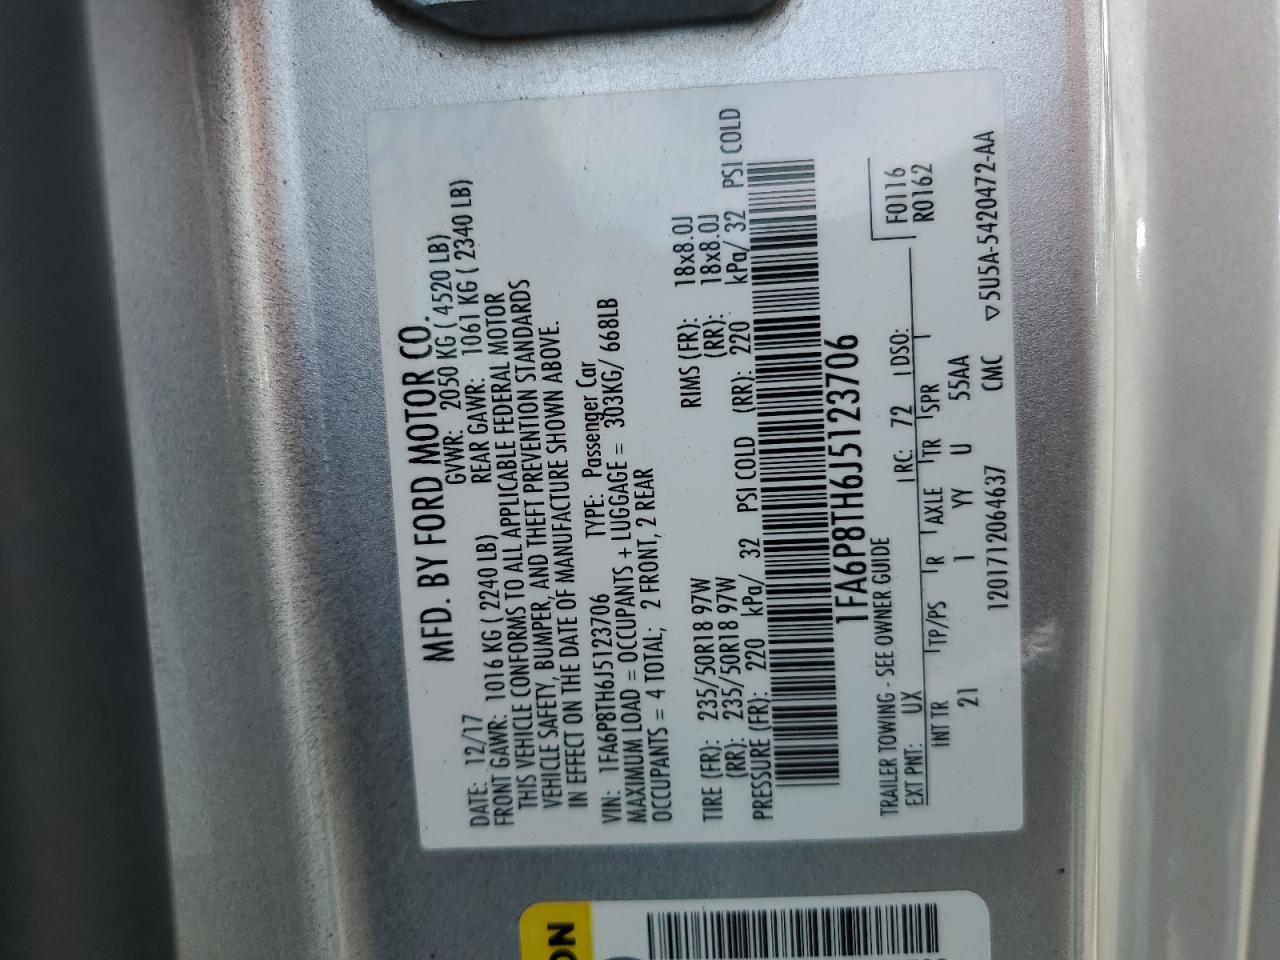 MFD. BY FORD MOTOR CO.
DATE: 12/17 GVWR: 2050 KG ( 4520 LB)
FRONT GAWR: 1016 KG ( 2240 LB) REAR GAWR: 1061 KG ( 2340 LB)
THIS VEHICLE CONFORMS TO ALL APPLICABLE FEDERAL MOTOR
VEHICLE SAFETY, BUMPER, AND THEFT PREVENTION STANDARDS
IN EFFECT ON THE DATE OF MANUFACTURE SHOWN ABOVE.
VIN: 1FA6P8TH6J5123706 TYPE: Passenger Car
MAXIMUM LOAD = OCCUPANTS + LUGGAGE = 303KG/ 668LB
OCCUPANTS = 4 TOTAL; 2 FRONT, 2 REAR
TIRE (FR): 235/50R18 97W RIMS (FR): 18x8.0J
(RR): 235/50R18 97W (RR): 18x8.0J
PRESSURE (FR): 220 kPa/ 32 PSI COLD (RR): 220 kPa/ 32 PSI COLD
1FA6P8TH6J5123706
TRAILER TOWING - SEE OWNER GUIDE F0116
EXT PNT: UX RC: 72 DSO: R0162
INT TR TP/PS R AXLE TR SPR
21 1 YY U 55AA
1201712064637 CMC ▽5U5A-5420472-AA
ON